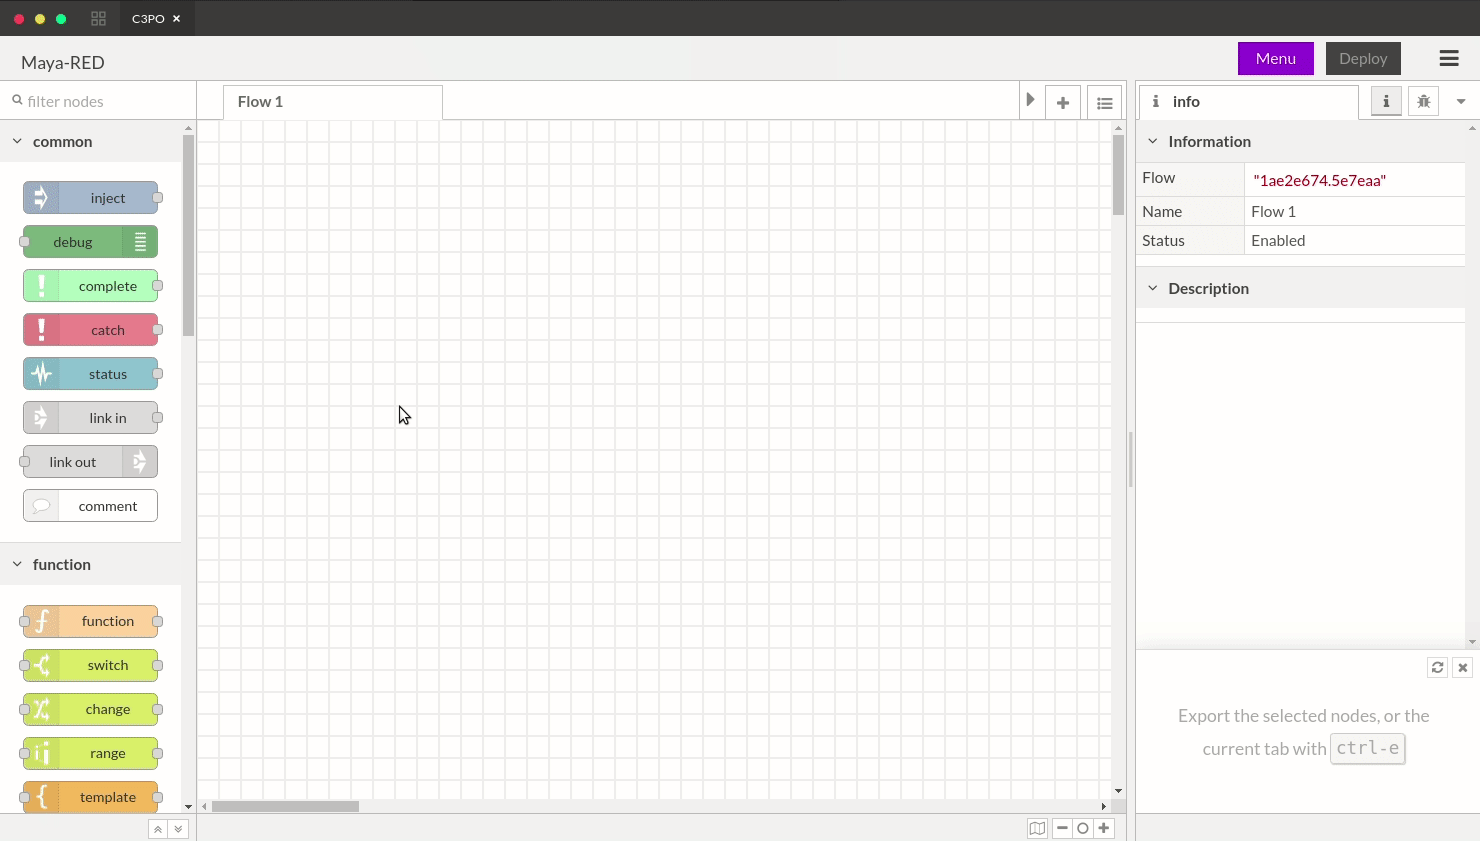 C3PO
Maya-RED
Menu
Deploy
filter nodes
Flow 1
info
common
inject
debug
complete
catch
status
link in
link out
comment
function
function
switch
change
range
template
Information
Flow "1ae2e674.5e7eaa"
Name Flow 1
Status Enabled
Description
Export the selected nodes, or the
current tab with ctrl-e